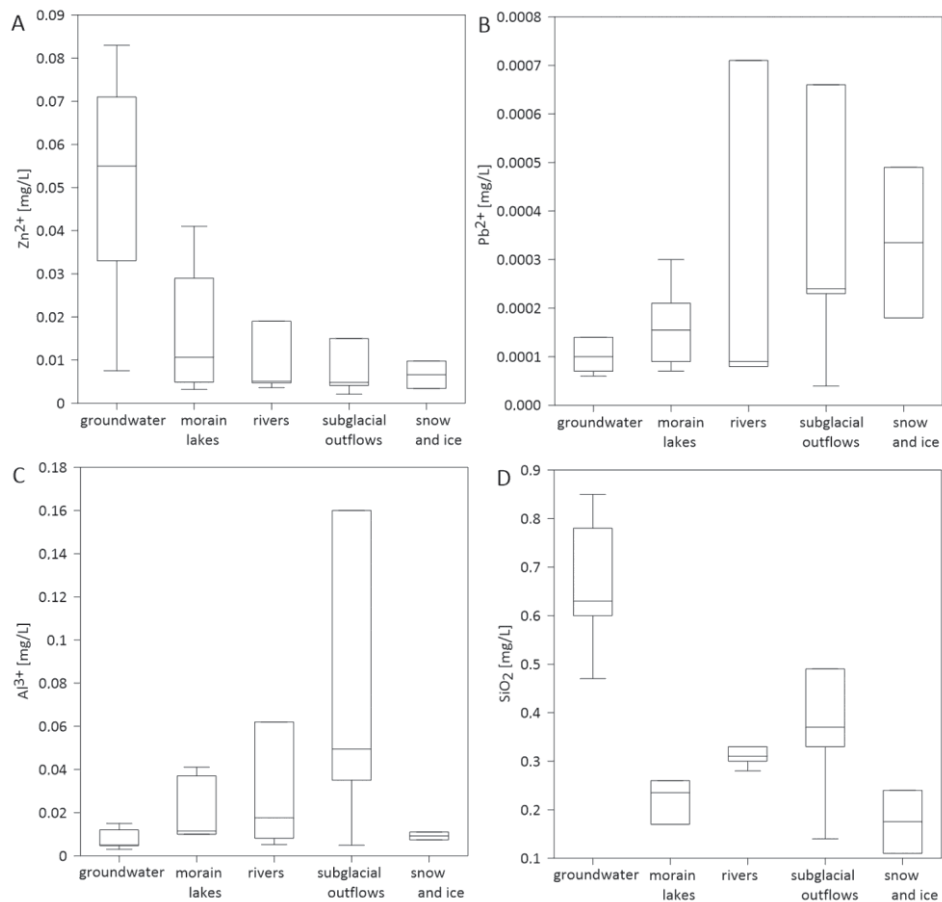 A
Zn2+ [mg/L]
0.09
0.08
0.07
0.06
0.05
0.04
0.03
0.02
0.01
0
groundwater morain rivers subglacial snow
lakes outflows and ice
B
Pb2+ [mg/L]
0.0008
0.0007
0.0006
0.0005
0.0004
0.0003
0.0002
0.0001
0.000
groundwater morain rivers subglacial snow
lakes outflows and ice
C
Al3+ [mg/L]
0.18
0.16
0.14
0.12
0.1
0.08
0.06
0.04
0.02
0
groundwater morain rivers subglacial snow
lakes outflows and ice
D
SiO2 [mg/L]
0.9
0.8
0.7
0.6
0.5
0.4
0.3
0.2
0.1
groundwater morain rivers subglacial snow
lakes outflows and ice